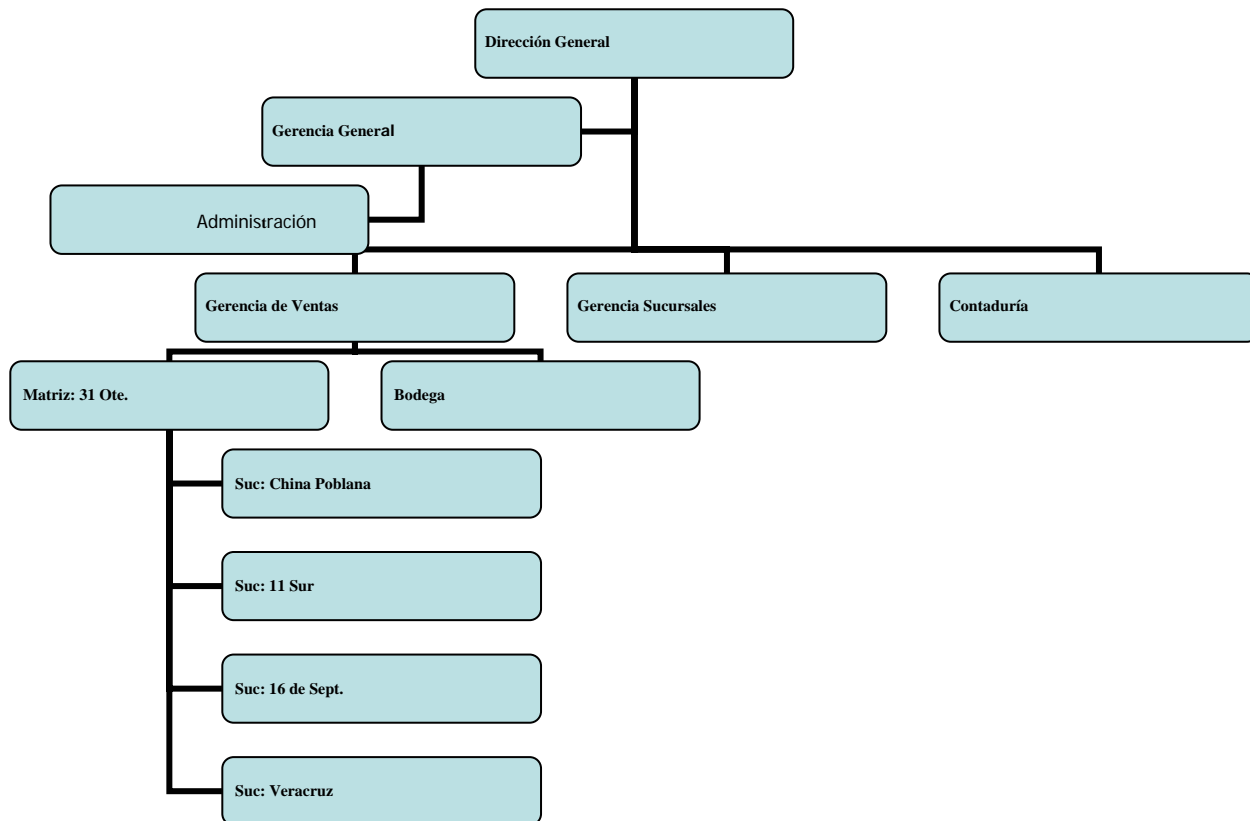 Dirección General
Gerencia General
Administración
Gerencia de Ventas
Gerencia Sucursales
Contaduría
Matriz: 31 Ote.
Bodega
Suc: China Poblana
Suc: 11 Sur
Suc: 16 de Sept.
Suc: Veracruz